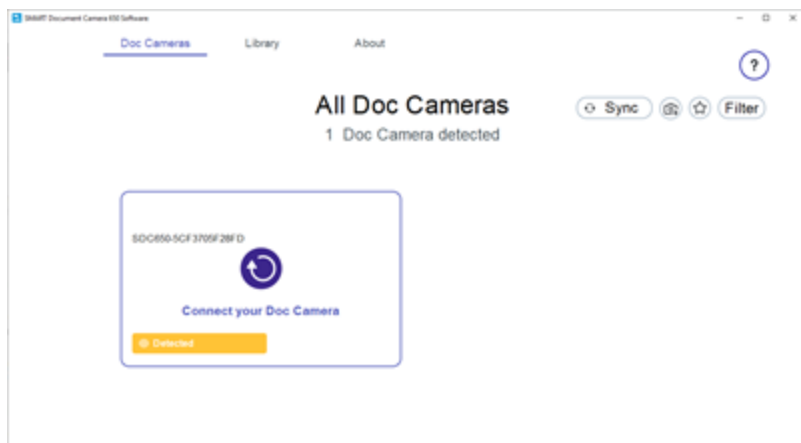 SMART Document Camera 650 Software
Doc Cameras Library About
?
All Doc Cameras
Sync Filter
1 Doc Camera detected
SDC650-5CF3705F28FD
Connect your Doc Camera
Detected